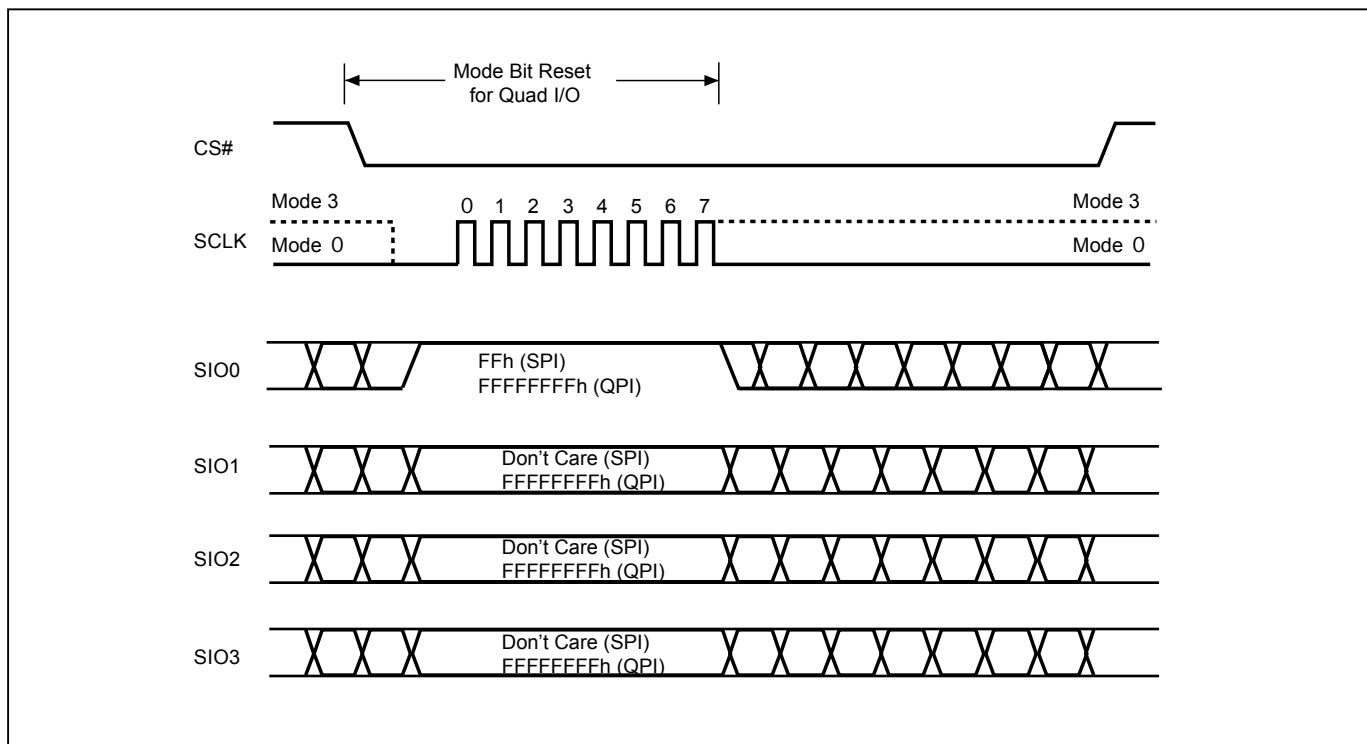 Mode Bit Reset
for Quad I/O
CS#
Mode 3
0 1 2 3 4 5 6 7
Mode 3
SCLK
Mode 0
Mode 0
SIO0
FFh (SPI)
FFFFFFFFh (QPI)
SIO1
Don't Care (SPI)
FFFFFFFFh (QPI)
SIO2
Don't Care (SPI)
FFFFFFFFh (QPI)
SIO3
Don't Care (SPI)
FFFFFFFFh (QPI)